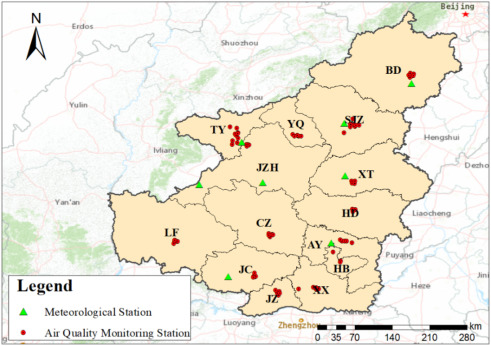 Beijing
N
Erdos
Shuozhou
BD
Xinzhou
Yulin
TY
YQ
SJZ
Hengshui
JZH
XT
Yan'an
HD
Liaocheng
LF
CZ
AY
Puyang
HB
JC
JZ
XX
Heze
Legend
Meteorological Station
Air Quality Monitoring Station
Luoyang
Zhengzhou
km
0 35 70 140 210 280